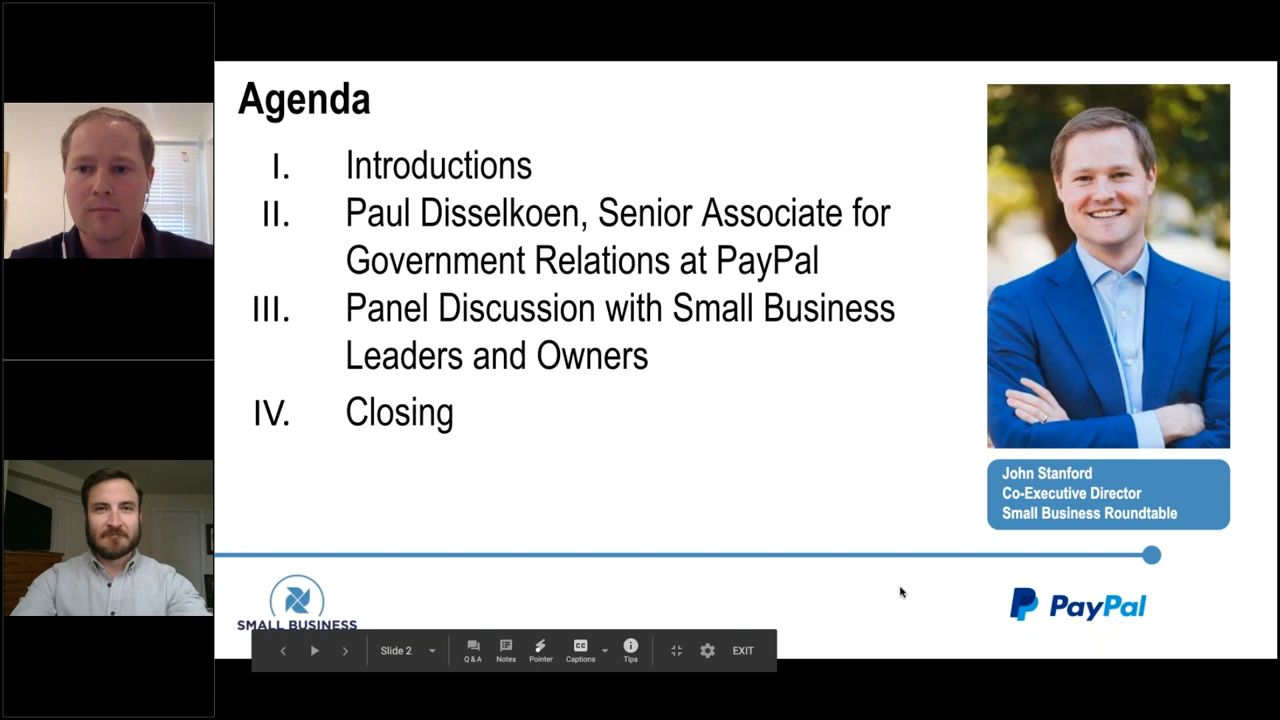 Agenda
I. Introductions
II. Paul Disselkoen, Senior Associate for
Government Relations at PayPal
III. Panel Discussion with Small Business
Leaders and Owners
IV. Closing
John Stanford
Co-Executive Director
Small Business Roundtable
SMALL BUSINESS
PayPal
Slide 2
Q & A
Notes
Pointer
CC
Captions
Tips
EXIT